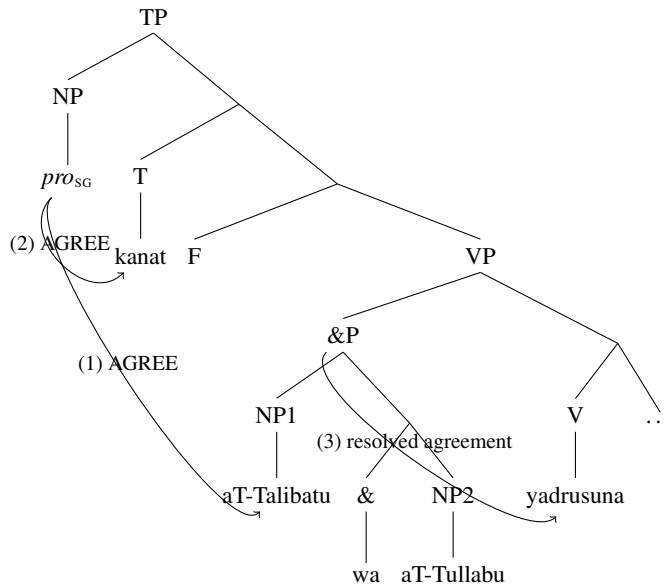 TP
NP
pro_SG T
(2) AGREE kanat F VP
&P
(1) AGREE
NP1 V ..
(3) resolved agreement
aT-Talibatu & NP2 yadrusuna
wa aT-Tullabu